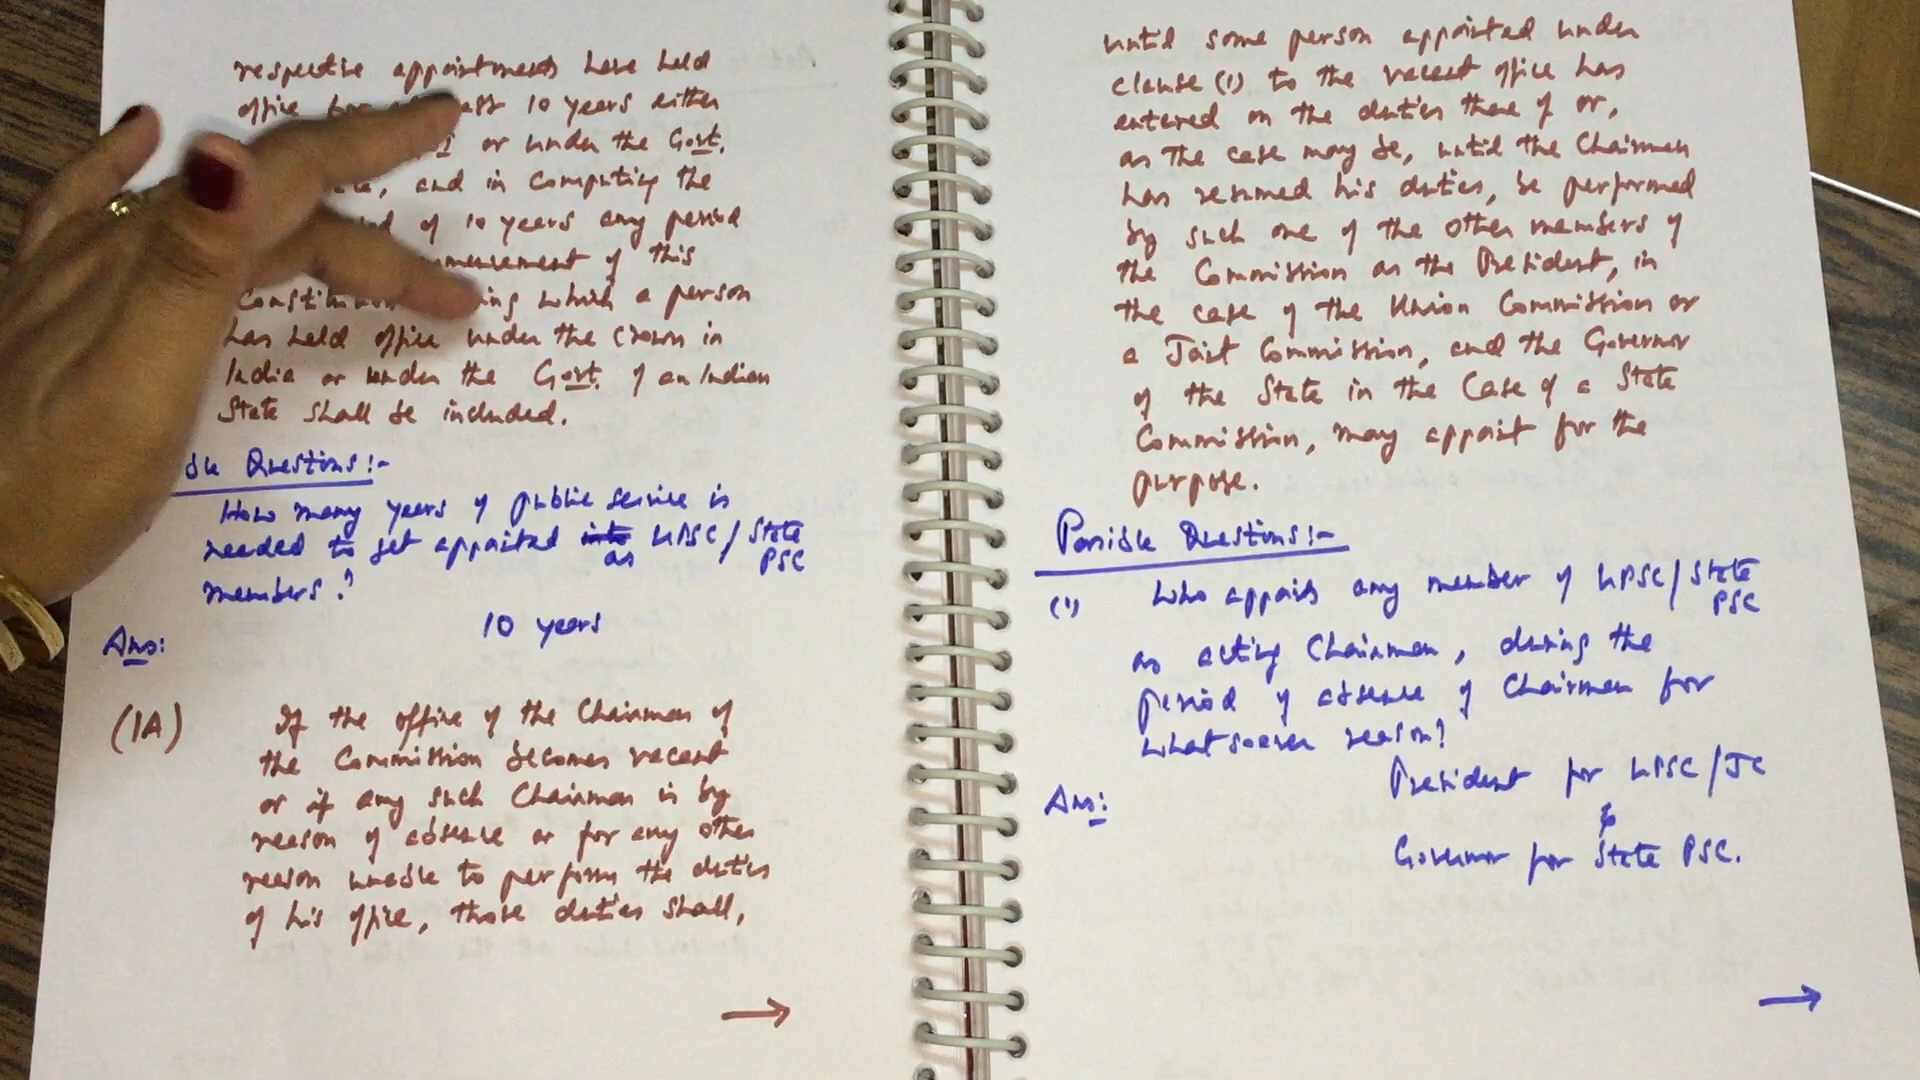 respective appointments have held
office for at least 10 years either
or under the Govt.
and in computing the
of 10 years any period
this
Constitution which a person
has held office under the Crown in
India or under the Govt. of an Indian
State shall be included.
Questions:-
How many years of public service is
needed to get appointed into as UPSC/State PSC
members?
Ans: 10 years
(1A) If the office of the Chairman of
the Commission becomes vacant
or if any such Chairman is by
reason of absence or for any other
reason unable to perform the duties
of his office, those duties shall,
→
until some person appointed under
clause (1) to the vacant office has
entered on the duties there of or,
as the case may be, until the Chairman
has resumed his duties, be performed
by such one of the other members of
the Commission as the President, in
the case of the Union Commission or
a Joint Commission, and the Governor
of the State in the Case of a State
Commission, may appoint for the
purpose.
Possible Questions:-
(1) Who appoints any member of UPSC/State PSC
as acting Chairman, during the
period of absence of Chairman for
whatsoever reason?
Ans: President for UPSC/JC
&
Governor for State PSC.
→